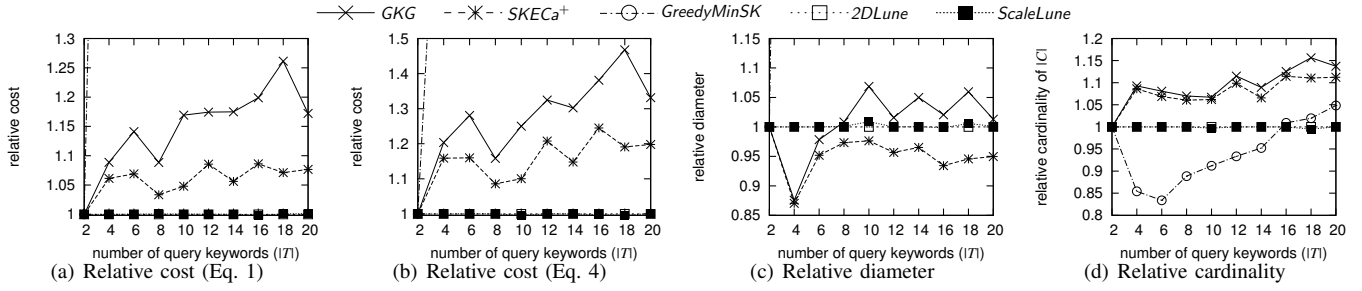 GKG SKECa+ GreedyMinSK 2DLune ScaleLune
1.3
1.25
1.2
1.15
1.1
1.05
1
relative cost
2 4 6 8 10 12 14 16 18 20
number of query keywords (|T|)
(a) Relative cost (Eq. 1)
1.5
1.4
1.3
1.2
1.1
1
relative cost
2 4 6 8 10 12 14 16 18 20
number of query keywords (|T|)
(b) Relative cost (Eq. 4)
1.15
1.1
1.05
1
0.95
0.9
0.85
relative diameter
2 4 6 8 10 12 14 16 18 20
number of query keywords (|T|)
(c) Relative diameter
1.2
1.15
1.1
1.05
1
0.95
0.9
0.85
0.8
relative cardinality of |C|
2 4 6 8 10 12 14 16 18 20
number of query keywords (|T|)
(d) Relative cardinality